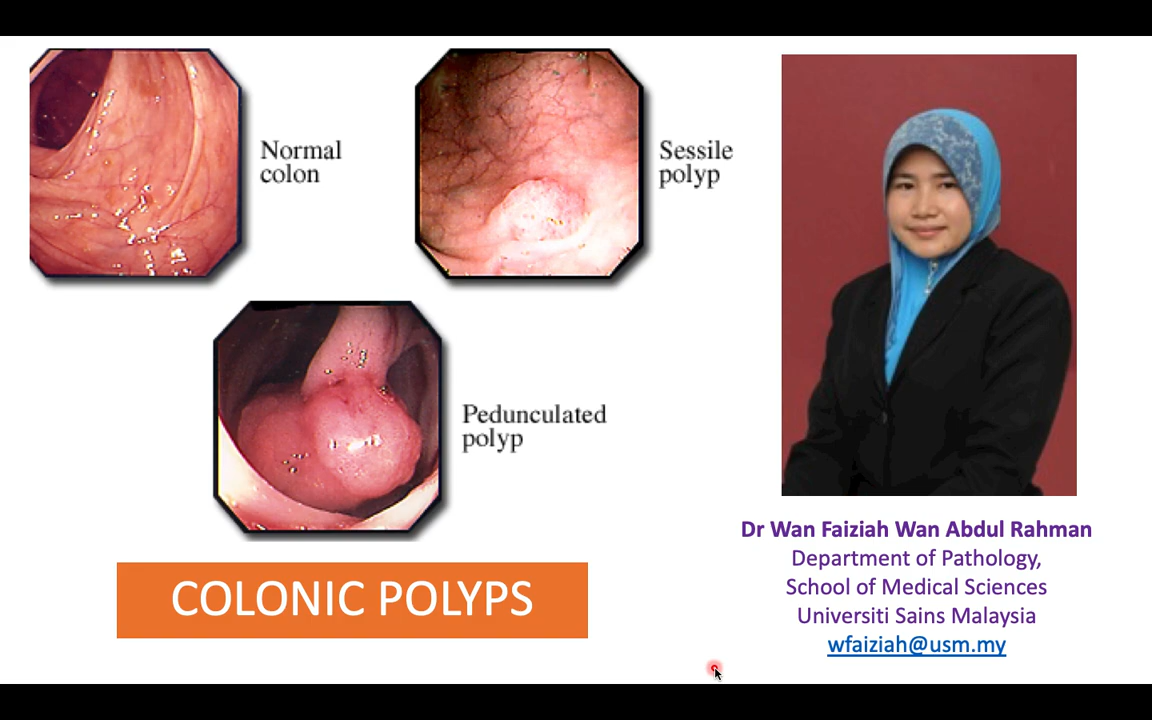 Normal
colon
Sessile
polyp
Pedunculated
polyp
COLONIC POLYPS
Dr Wan Faiziah Wan Abdul Rahman
Department of Pathology,
School of Medical Sciences
Universiti Sains Malaysia
wfaiziah@usm.my